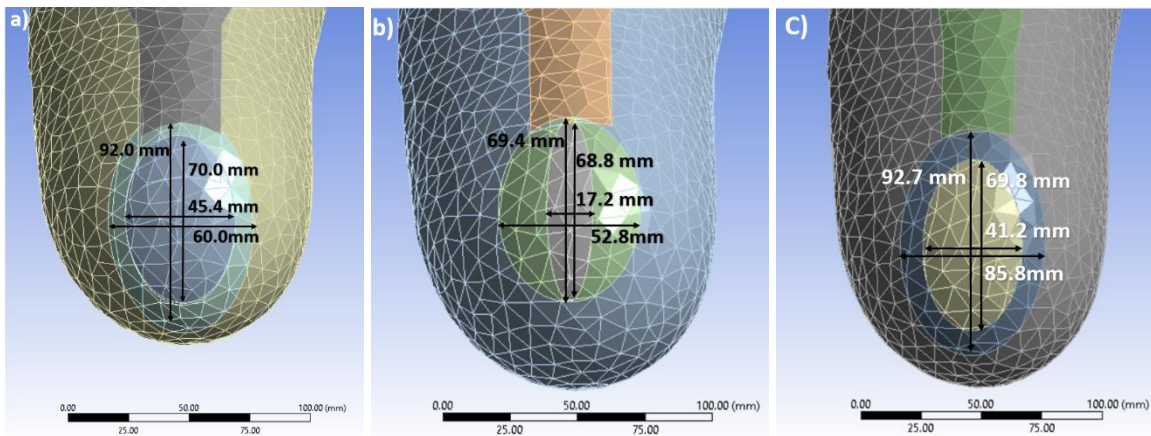 a)
92.0 mm
70.0 mm
45.4 mm
60.0mm
0.00 50.00 100.00 (mm)
25.00 75.00
b)
69.4 mm
68.8 mm
17.2 mm
52.8mm
0.00 50.00 100.00 (mm)
25.00 75.00
C)
92.7 mm
69.8 mm
41.2 mm
85.8mm
0.00 50.00 100.00 (mm)
25.00 75.00